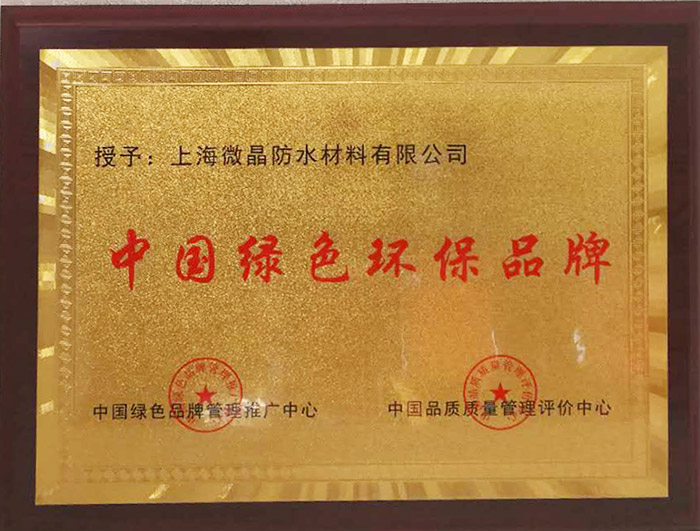 授予：上海微晶防水材料有限公司
中国绿色环保品牌
中国绿色品牌管理推广中心
中国品质质量管理评价中心